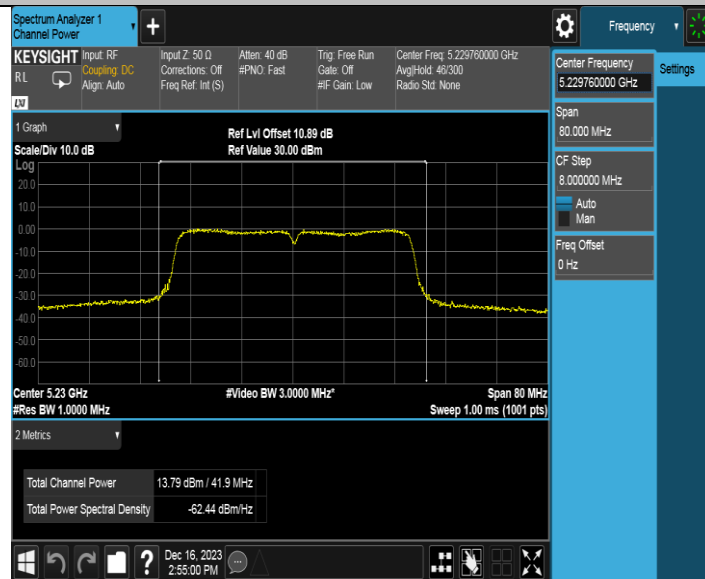 Spectrum Analyzer 1
Channel Power
+
Frequency
KEYSIGHT
RL
LXI
Input: RF
Coupling: DC
Align: Auto
Input Z: 50 Ω
Corrections: Off
Freq Ref: Int (S)
Atten: 40 dB
#PNO: Fast
Trig: Free Run
Gate: Off
#IF Gain: Low
Center Freq: 5.229760000 GHz
Avg|Hold: 46/300
Radio Std: None
Center Frequency
5.229760000 GHz
Settings
Span
80.000 MHz
CF Step
8.000000 MHz
Auto
Man
Freq Offset
0 Hz
1 Graph
Scale/Div 10.0 dB
Ref Lvl Offset 10.89 dB
Ref Value 30.00 dBm
Log
20.0
10.0
0.00
-10.0
-20.0
-30.0
-40.0
-50.0
-60.0
Center 5.23 GHz
#Res BW 1.0000 MHz
#Video BW 3.0000 MHz*
Span 80 MHz
Sweep 1.00 ms (1001 pts)
2 Metrics
Total Channel Power 13.79 dBm / 41.9 MHz
Total Power Spectral Density -62.44 dBm/Hz
?
Dec 16, 2023
2:55:00 PM